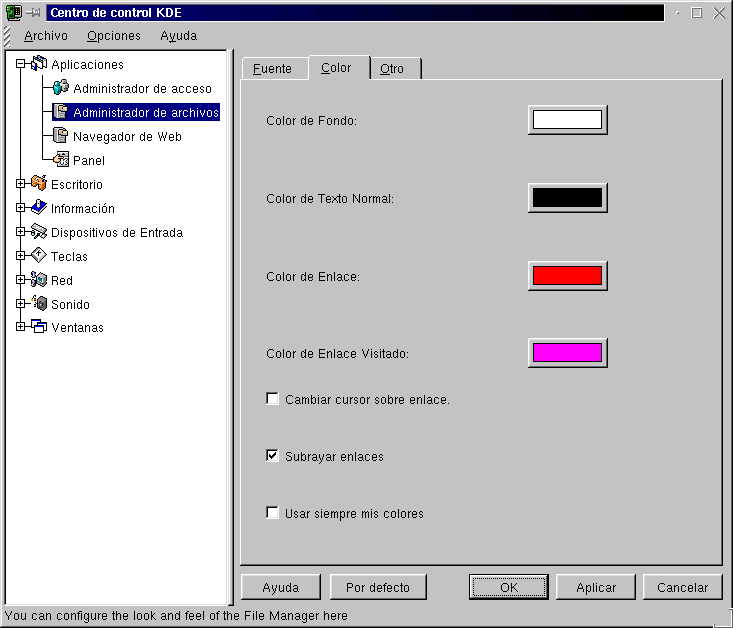 Centro de control KDE
Archivo Opciones Ayuda
Aplicaciones
Administrador de acceso
Administrador de archivos
Navegador de Web
Panel
Escritorio
Información
Dispositivos de Entrada
Teclas
Red
Sonido
Ventanas
Fuente Color Otro
Color de Fondo:
Color de Texto Normal:
Color de Enlace:
Color de Enlace Visitado:
Cambiar cursor sobre enlace.
Subrayar enlaces
Usar siempre mis colores
Ayuda Por defecto OK Aplicar Cancelar
You can configure the look and feel of the File Manager here